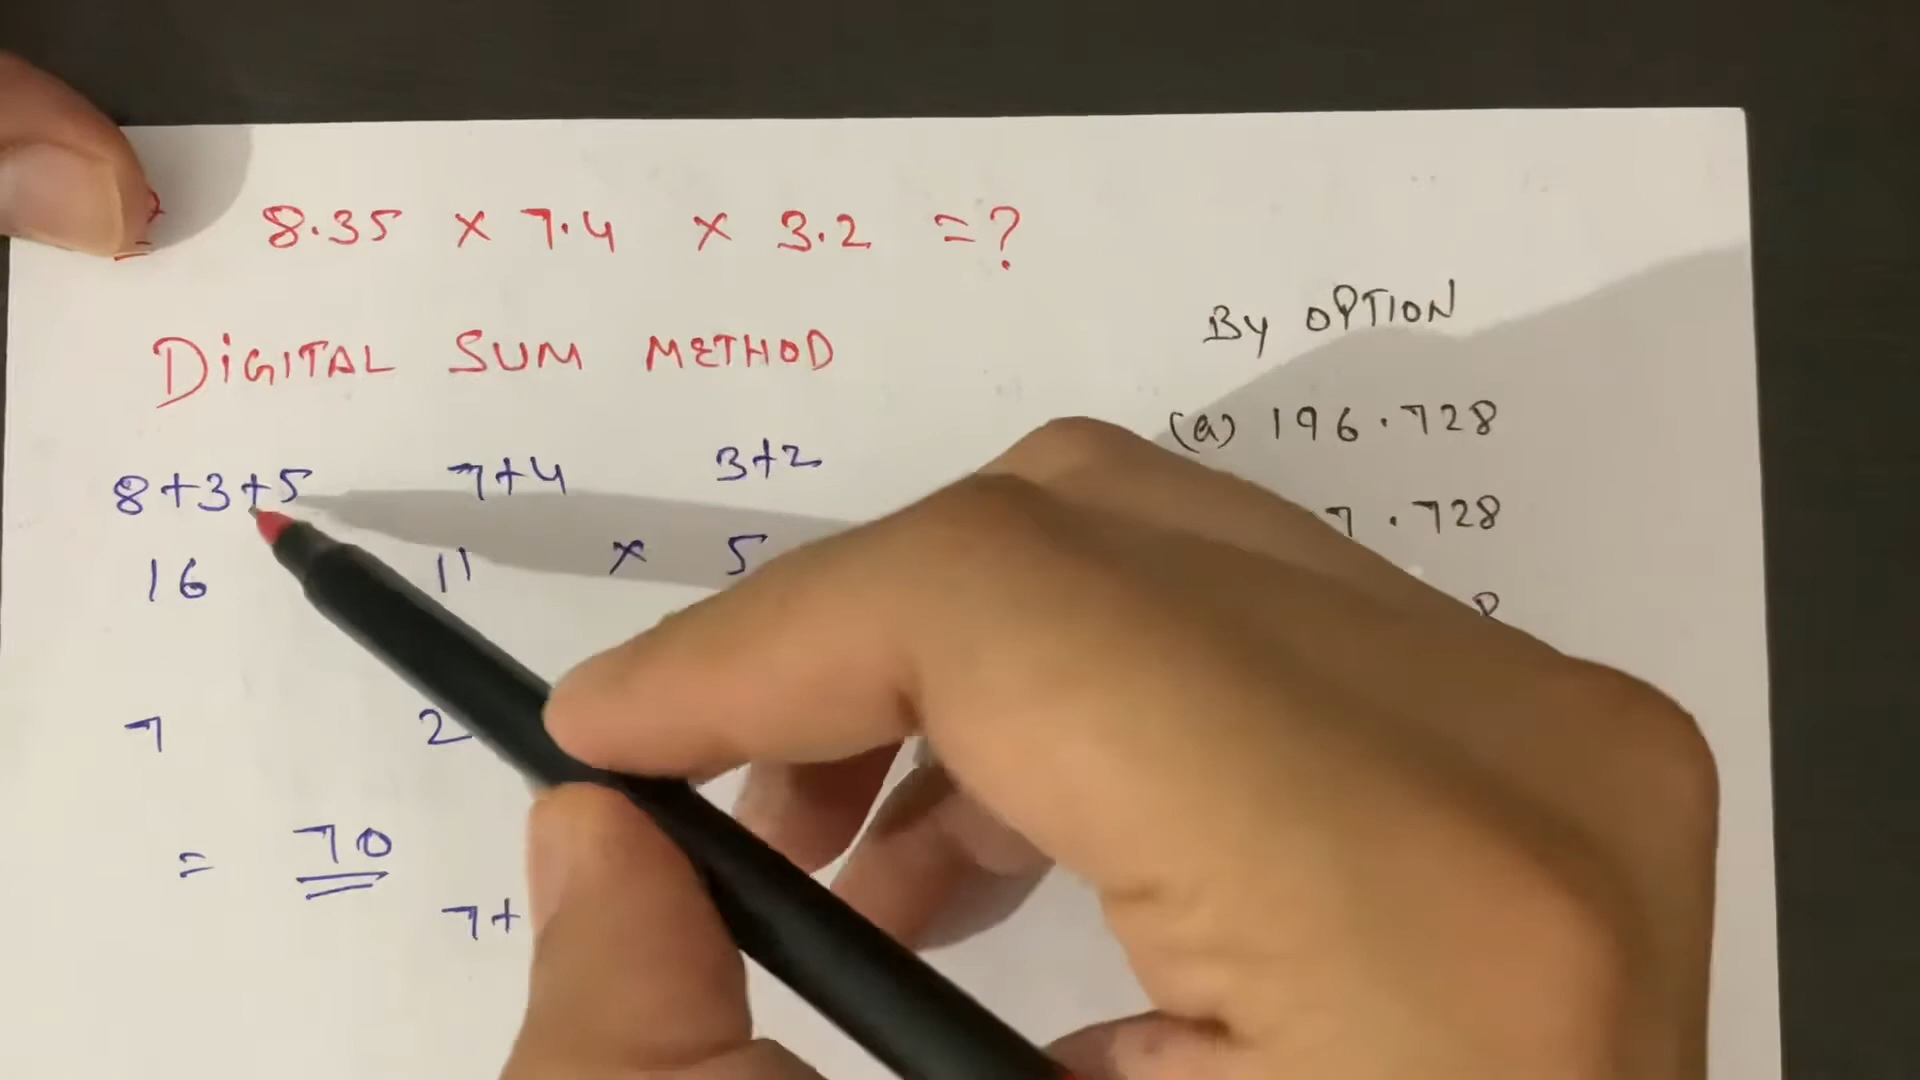 8.35 × 7.4 × 3.2 = ?
DIGITAL SUM METHOD
8+3+5 7+4 3+2
16 11 × 5
7 2
= 70
7+
By OPTION
(a) 196.728
7.728